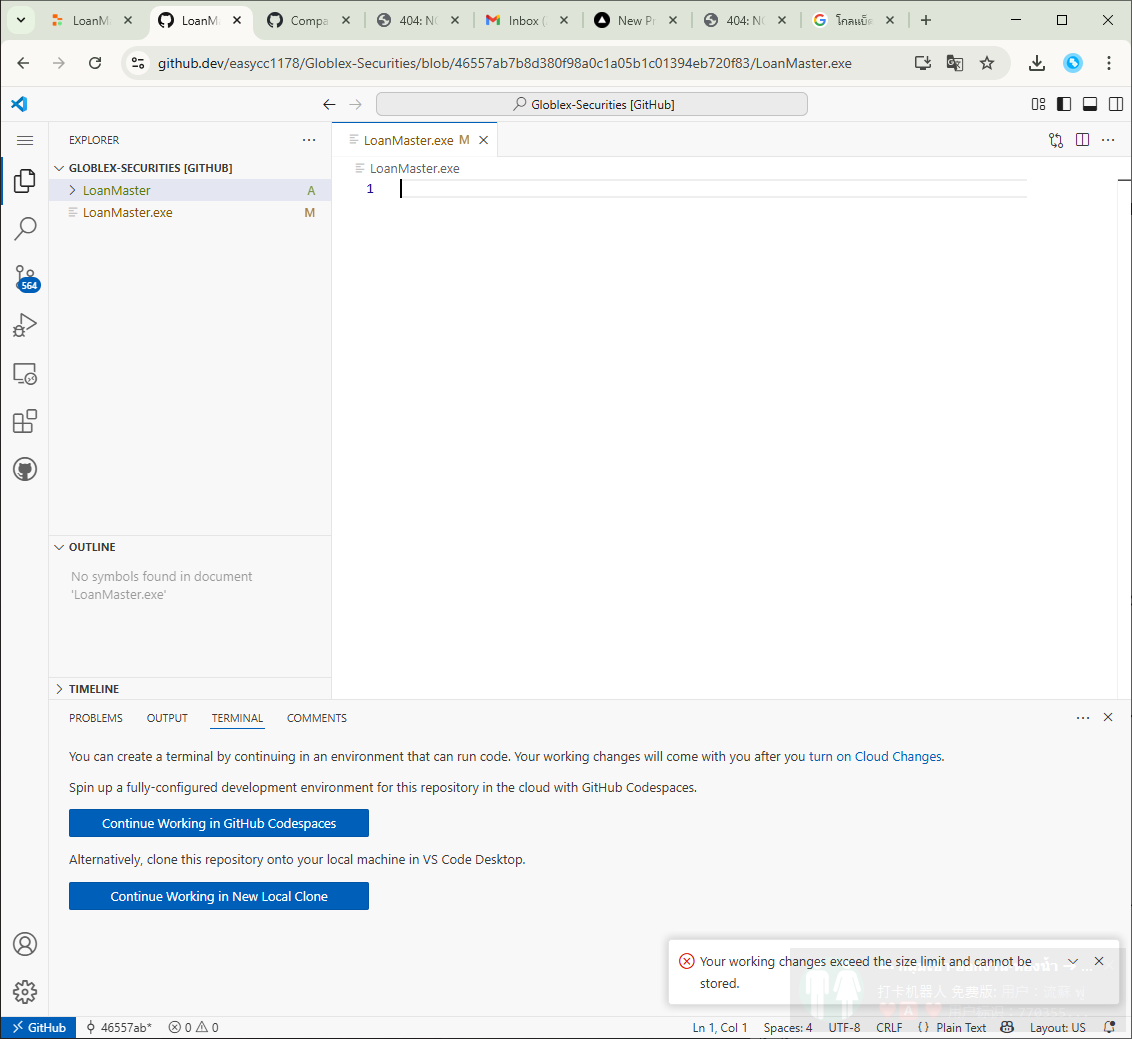 LoanM
LoanM
Compa
404: NO
Inbox (
New Pr
404: NO
โกลแบ็ต
github.dev/easycc1178/Globlex-Securities/blob/46557ab7b8d380f98a0c1a05b1c01394eb720f83/LoanMaster.exe
Globlex-Securities [GitHub]
EXPLORER
LoanMaster.exe M
GLOBLEX-SECURITIES [GITHUB]
LoanMaster.exe
LoanMaster A
1
LoanMaster.exe M
564
OUTLINE
No symbols found in document
'LoanMaster.exe'
TIMELINE
PROBLEMS OUTPUT TERMINAL COMMENTS
You can create a terminal by continuing in an environment that can run code. Your working changes will come with you after you turn on Cloud Changes.
Spin up a fully-configured development environment for this repository in the cloud with GitHub Codespaces.
Continue Working in GitHub Codespaces
Alternatively, clone this repository onto your local machine in VS Code Desktop.
Continue Working in New Local Clone
Your working changes exceed the size limit and cannot be
stored.
打卡机器人 免费版: 用户:
GitHub 46557ab* 0 0 Ln 1, Col 1 Spaces: 4 UTF-8 CRLF { } Plain Text Layout: US